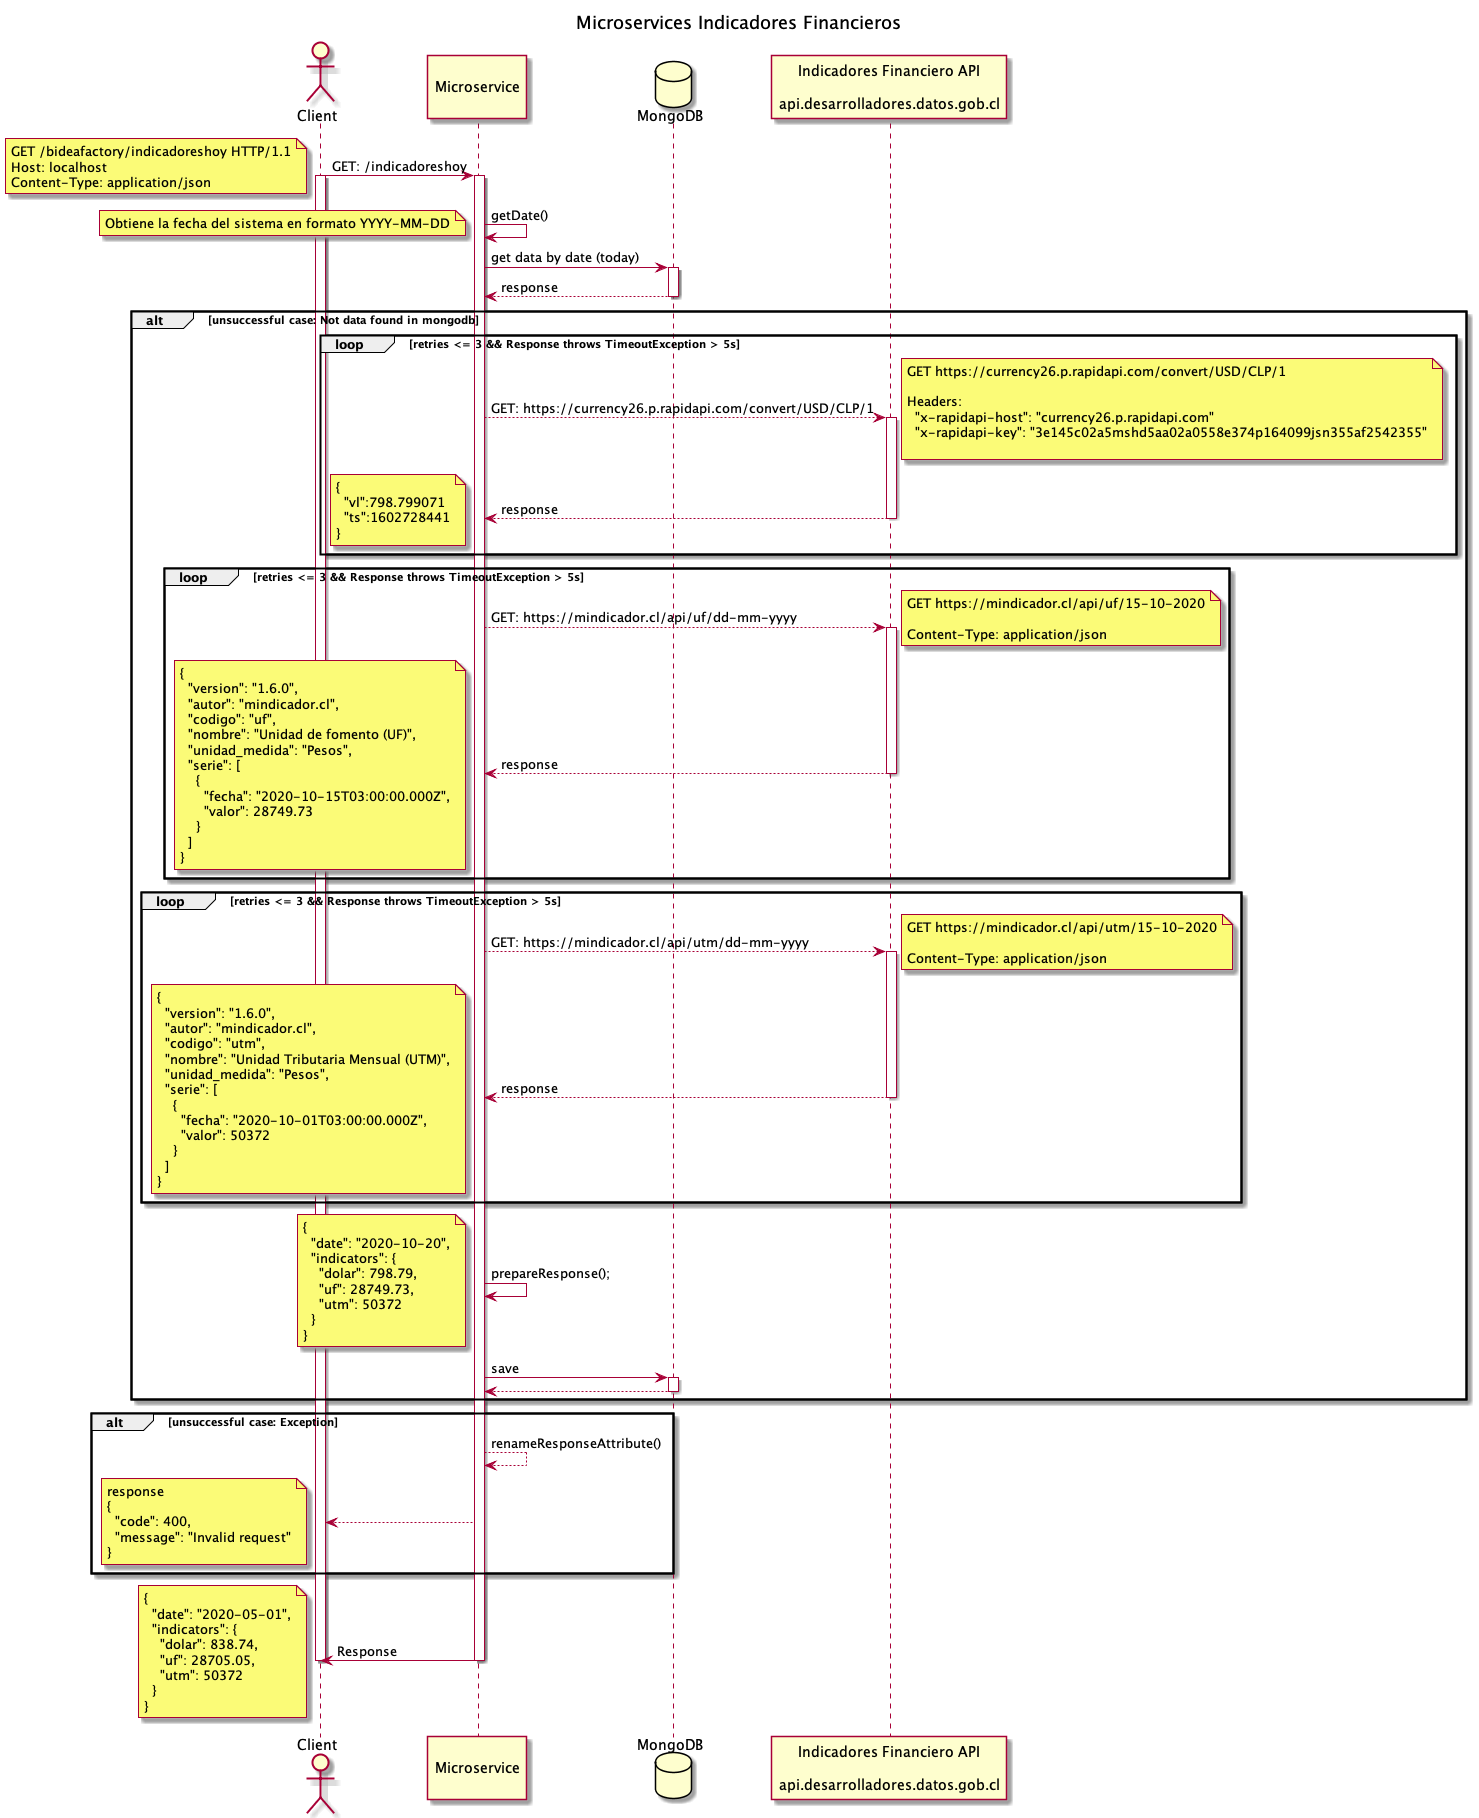 Microservices Indicadores Financieros
Client
Microservice
MongoDB
Indicadores Financiero API
api.desarrolladores.datos.gob.cl
GET /bideafactory/indicadoreshoy HTTP/1.1
Host: localhost
Content-Type: application/json
GET: /indicadoreshoy
Obtiene la fecha del sistema en formato YYYY-MM-DD
getDate()
get data by date (today)
response
alt
[unsuccessful case: Not data found in mongodb]
loop
[retries <= 3 && Response throws TimeoutException > 5s]
GET https://currency26.p.rapidapi.com/convert/USD/CLP/1
Headers:
"x-rapidapi-host": "currency26.p.rapidapi.com"
"x-rapidapi-key": "3e145c02a5mshd5aa02a0558e374p164099jsn355af2542355"
GET: https://currency26.p.rapidapi.com/convert/USD/CLP/1
{
"vl":798.799071
"ts":1602728441
}
response
loop
[retries <= 3 && Response throws TimeoutException > 5s]
GET https://mindicador.cl/api/uf/15-10-2020
Content-Type: application/json
GET: https://mindicador.cl/api/uf/dd-mm-yyyy
{
"version": "1.6.0",
"autor": "mindicador.cl",
"codigo": "uf",
"nombre": "Unidad de fomento (UF)",
"unidad_medida": "Pesos",
"serie": [
{
"fecha": "2020-10-15T03:00:00.000Z",
"valor": 28749.73
}
]
}
response
loop
[retries <= 3 && Response throws TimeoutException > 5s]
GET https://mindicador.cl/api/utm/15-10-2020
Content-Type: application/json
GET: https://mindicador.cl/api/utm/dd-mm-yyyy
{
"version": "1.6.0",
"autor": "mindicador.cl",
"codigo": "utm",
"nombre": "Unidad Tributaria Mensual (UTM)",
"unidad_medida": "Pesos",
"serie": [
{
"fecha": "2020-10-01T03:00:00.000Z",
"valor": 50372
}
]
}
response
{
"date": "2020-10-20",
"indicators": {
"dolar": 798.79,
"uf": 28749.73,
"utm": 50372
}
}
prepareResponse();
save
alt
[unsuccessful case: Exception]
renameResponseAttribute()
response
{
"code": 400,
"message": "Invalid request"
}
{
"date": "2020-05-01",
"indicators": {
"dolar": 838.74,
"uf": 28705.05,
"utm": 50372
}
}
Response
Client
Microservice
MongoDB
Indicadores Financiero API
api.desarrolladores.datos.gob.cl